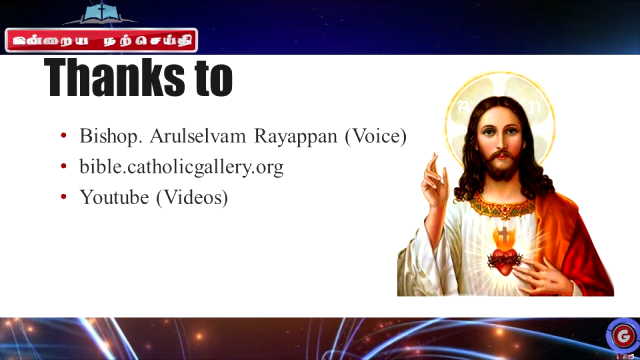 இன்றைய நற்செய்தி
Thanks to
• Bishop. Arulselvam Rayappan (Voice)
• bible.catholicgallery.org
• Youtube (Videos)
G